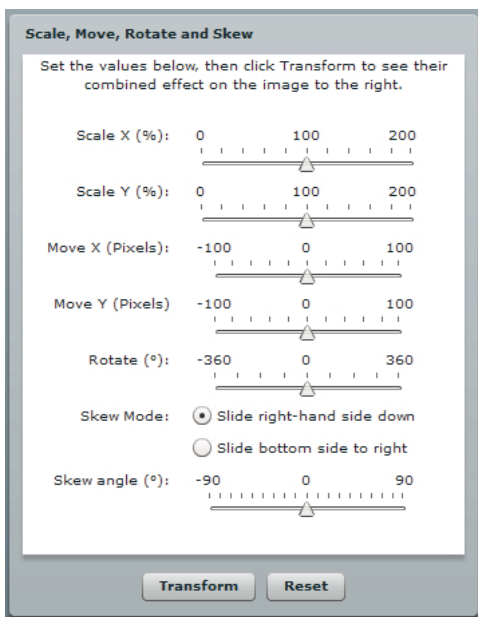 Scale, Move, Rotate and Skew
Set the values below, then click Transform to see their
combined effect on the image to the right.
Scale X (%): 0 100 200
Scale Y (%): 0 100 200
Move X (Pixels): -100 0 100
Move Y (Pixels) -100 0 100
Rotate (°): -360 0 360
Skew Mode: Slide right-hand side down
Slide bottom side to right
Skew angle (°): -90 0 90
Transform Reset